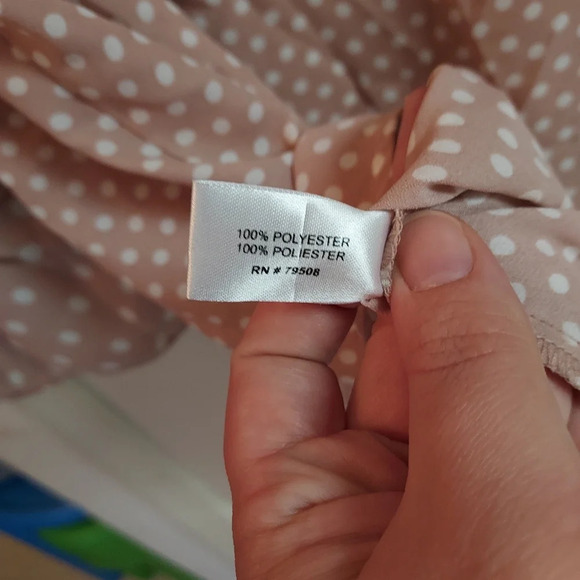 100% POLYESTER
100% POLIESTER
RN # 79508